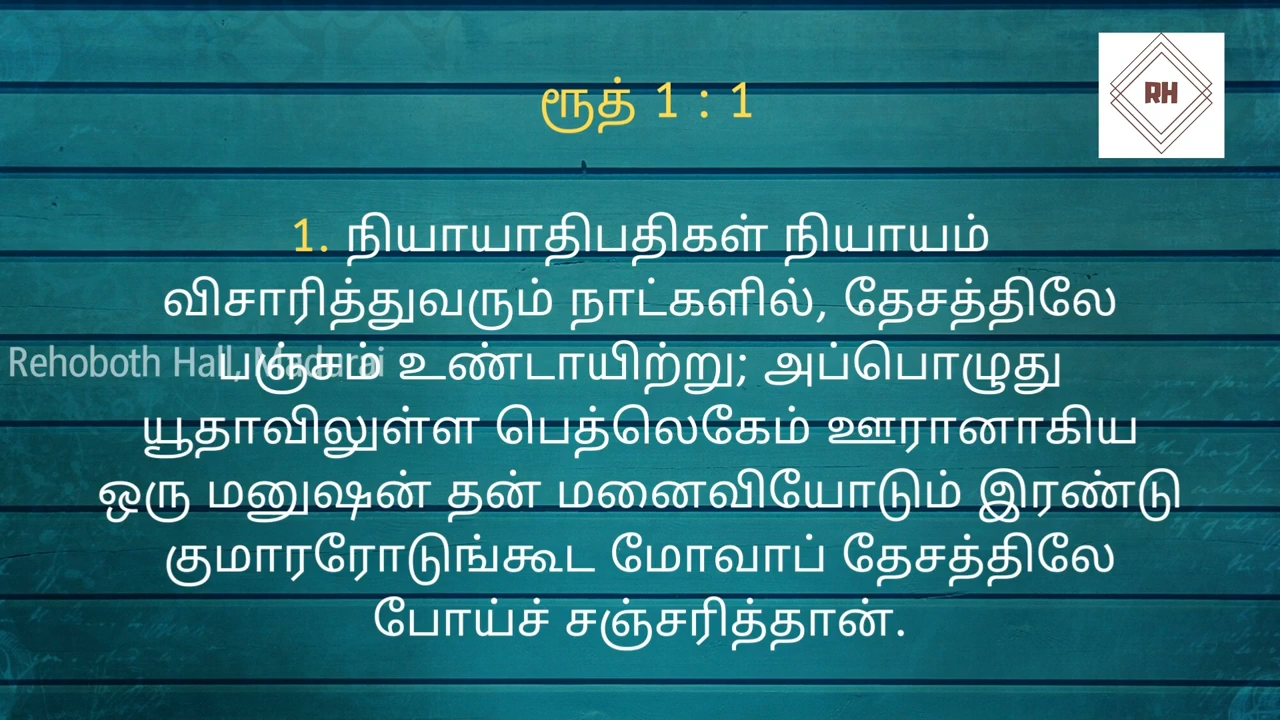 ரூத் 1 : 1
RH
1. நியாயாதிபதிகள் நியாயம்
விசாரித்துவரும் நாட்களில், தேசத்திலே
Rehoboth Hall, Madurai
பஞ்சம் உண்டாயிற்று; அப்பொழுது
யூதாவிலுள்ள பெத்லெகேம் ஊரானாகிய
ஒரு மனுஷன் தன் மனைவியோடும் இரண்டு
குமாரரோடுங்கூட மோவாப் தேசத்திலே
போய்ச் சஞ்சரித்தான்.